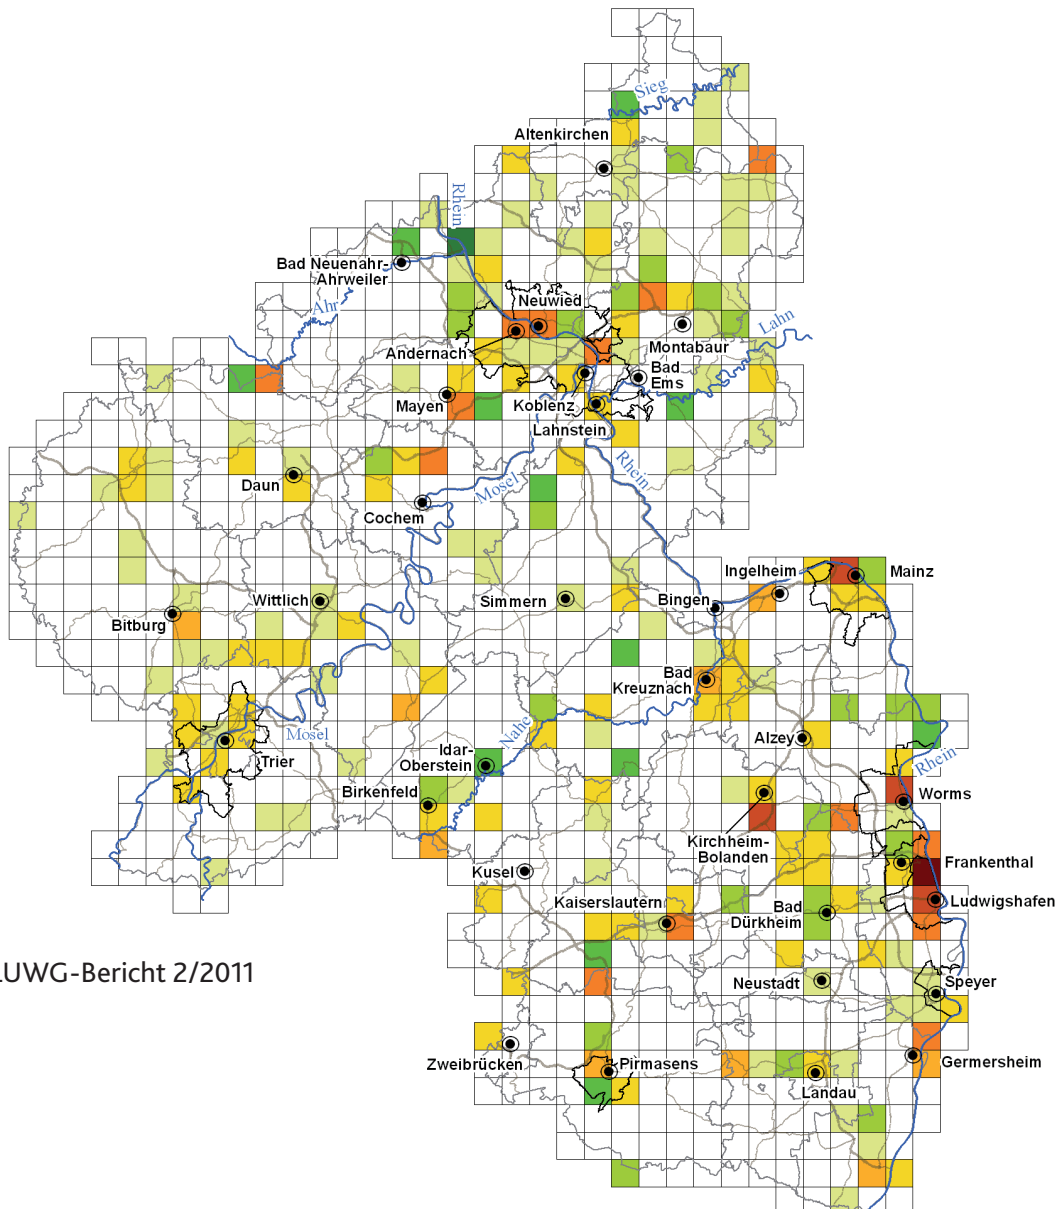 Sieg
Altenkirchen
Rhein
Bad Neuenahr-
Ahrweiler
Neuwied
Ahr
Lahn
Andernach
Montabaur
Bad
Ems
Mayen
Koblenz
Lahnstein
Rhein
Daun
Mosel
Cochem
Ingelheim
Mainz
Wittlich
Simmern
Bingen
Bitburg
Bad
Kreuznach
Mosel
Nahe
Alzey
Trier
Idar-
Oberstein
Rhein
Birkenfeld
Worms
Kirchheim-
Bolanden
Frankenthal
Kusel
Kaiserslautern
Bad
Dürkheim
Ludwigshafen
LUWG-Bericht 2/2011
Neustadt
Speyer
Zweibrücken
Pirmasens
Germersheim
Landau